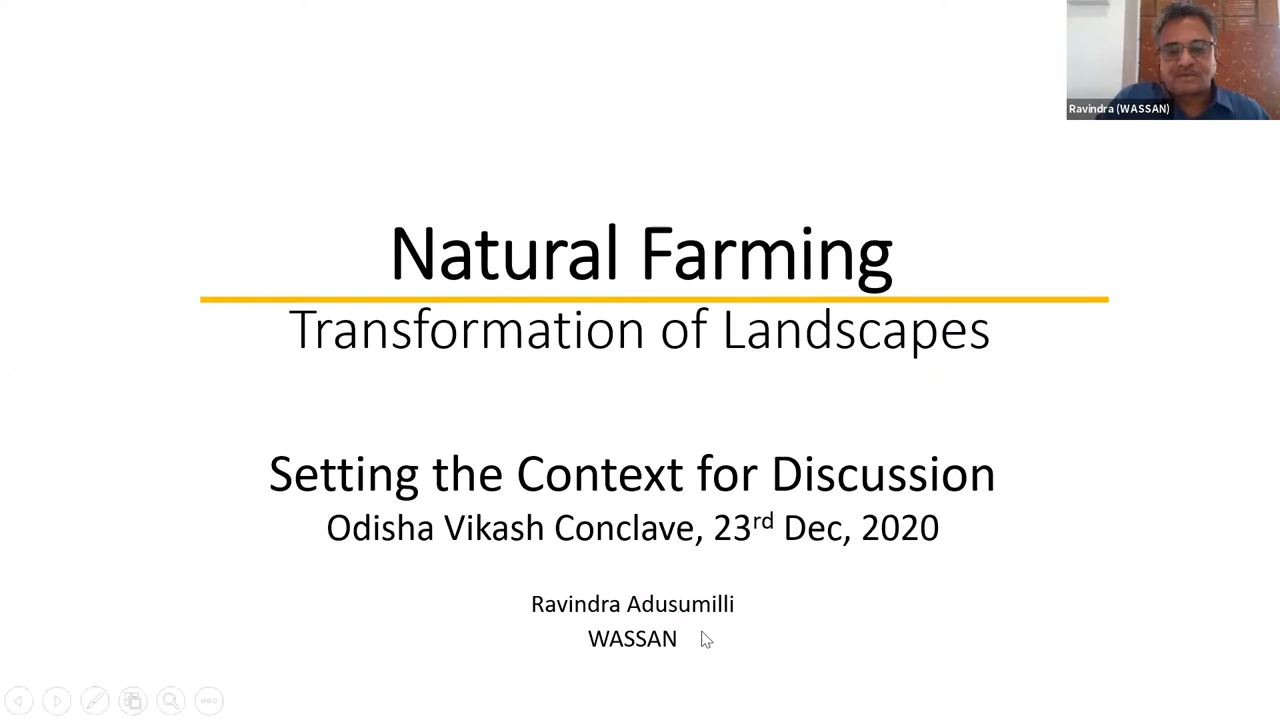 Ravindra (WASSAN)
Natural Farming
Transformation of Landscapes
Setting the Context for Discussion
Odisha Vikash Conclave, 23rd Dec, 2020
Ravindra Adusumilli
WASSAN